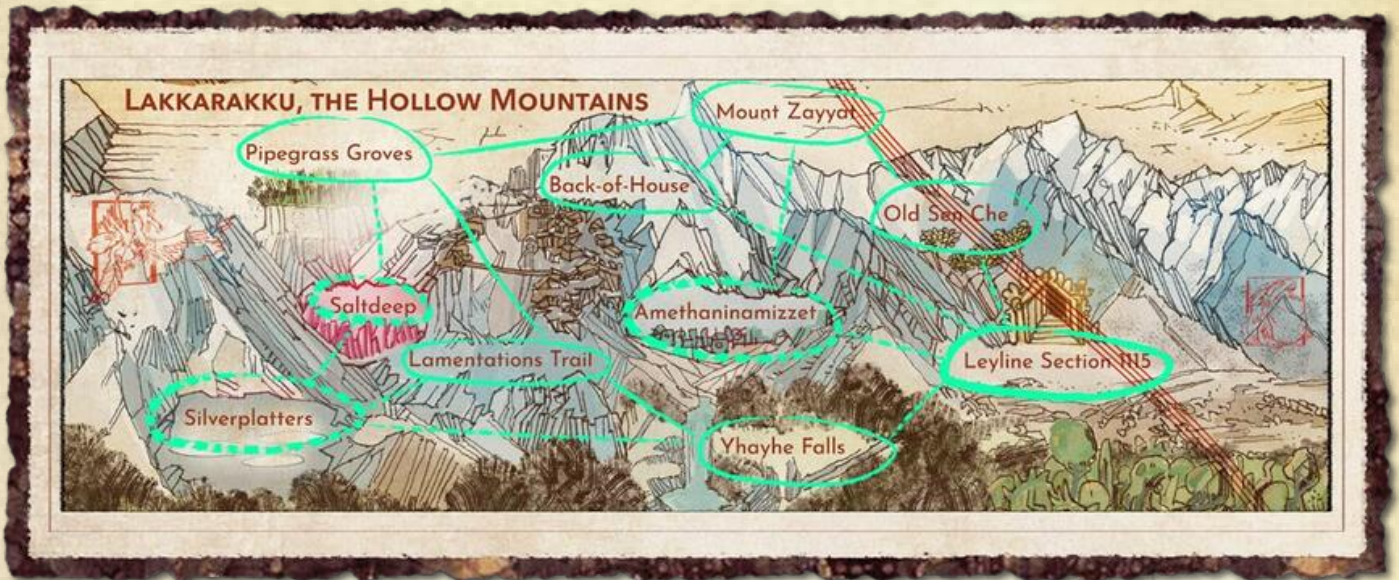 LAKKARAKKU, THE HOLLOW MOUNTAINS
Mount Zayyat
Pipegrass Groves
Back-of-House
Old Sen Che
Saltdeep
Amethaninamizzet
Lamentations Trail
Leyline Section 1115
Silverplatters
Yhayhe Falls